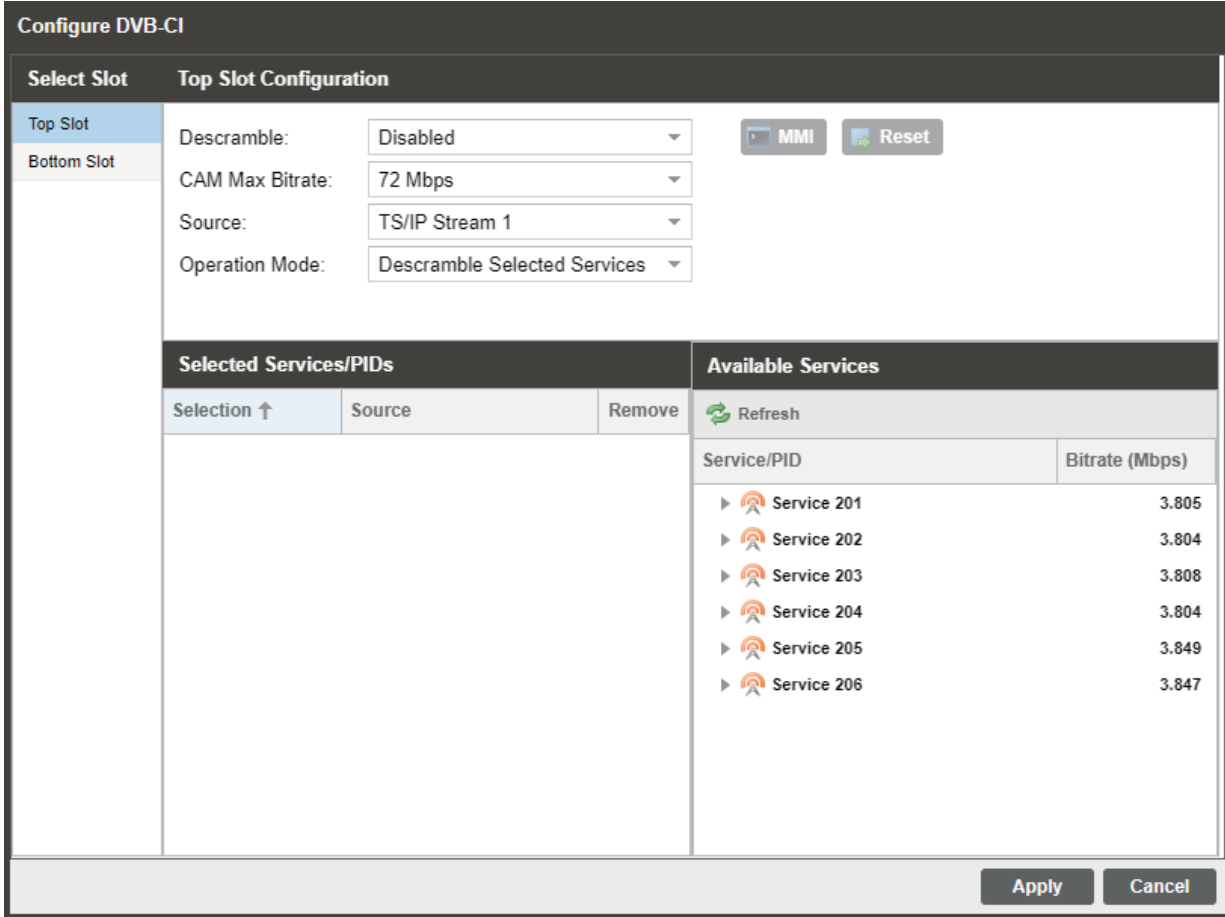 Configure DVB-CI
Select Slot
Top Slot
Bottom Slot
Top Slot Configuration
Descramble: Disabled MMI Reset
CAM Max Bitrate: 72 Mbps
Source: TS/IP Stream 1
Operation Mode: Descramble Selected Services
Selected Services/PIDs
Selection Source Remove
Available Services
Refresh
Service/PID Bitrate (Mbps)
Service 201 3.805
Service 202 3.804
Service 203 3.808
Service 204 3.804
Service 205 3.849
Service 206 3.847
Apply Cancel